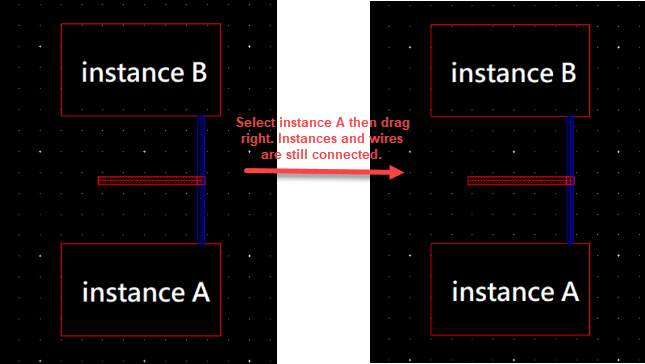 instance B
instance B
Select instance A then drag
right. Instances and wires
are still connected.
instance A
instance A